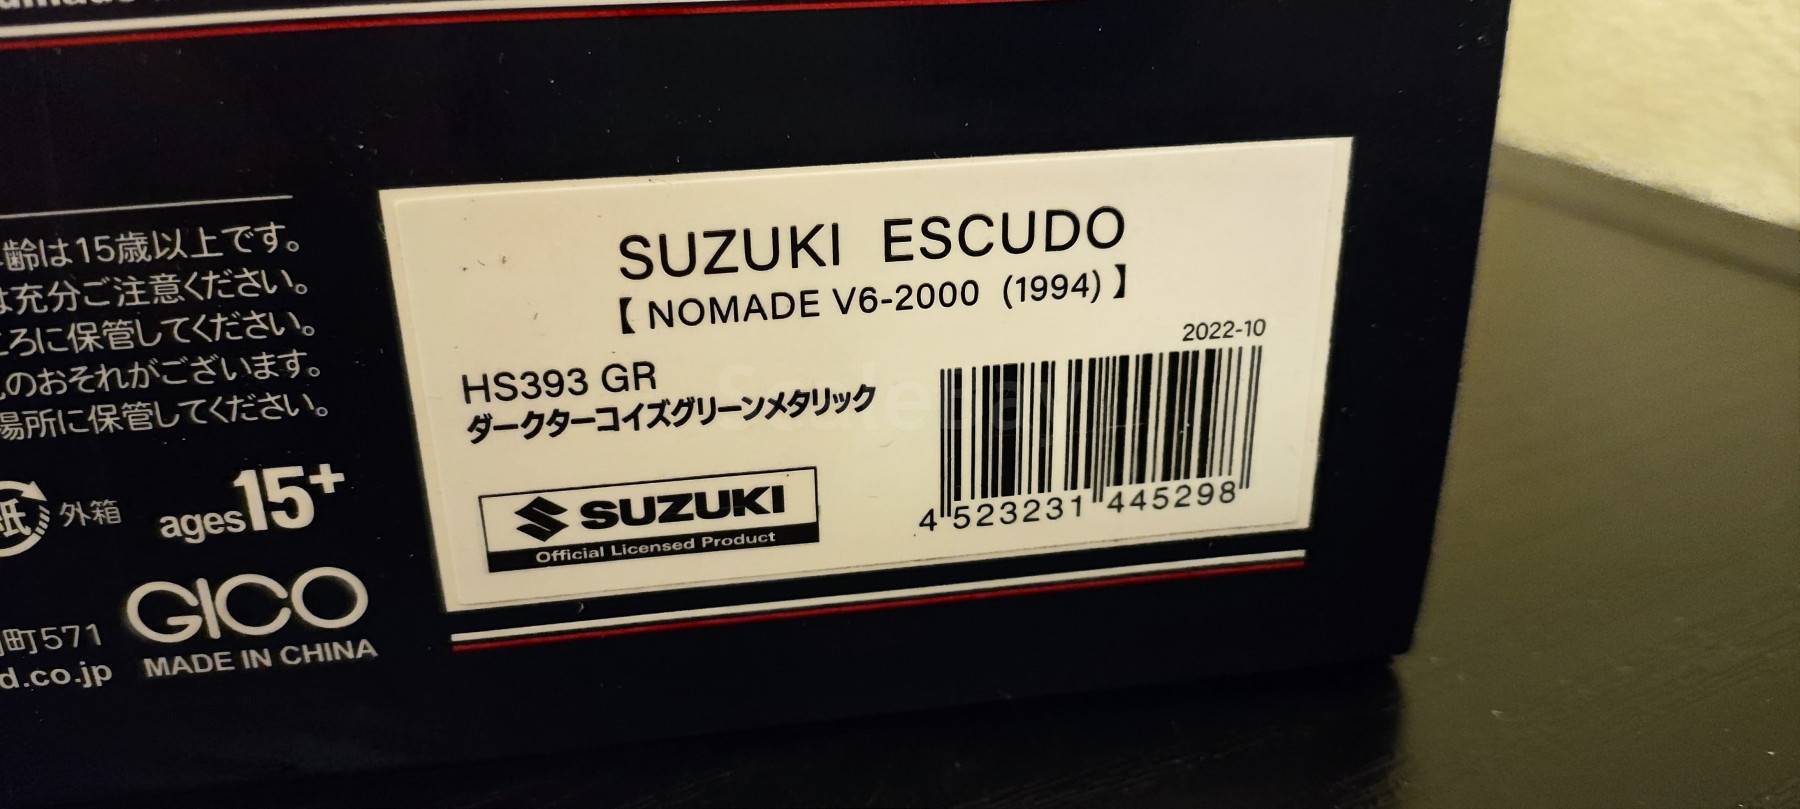 齢は15歳以上です。
は充分ご注意ください。
ころに保管してください。
のおそれがございます。
場所に保管してください。
紙 外箱
ages15+
町571
GICO
d.co.jp
MADE IN CHINA
SUZUKI ESCUDO
【 NOMADE V6-2000 (1994) 】
2022-10
HS393 GR
ダークターコイズグリーンメタリック
SUZUKI
Official Licensed Product
4 523231 445298